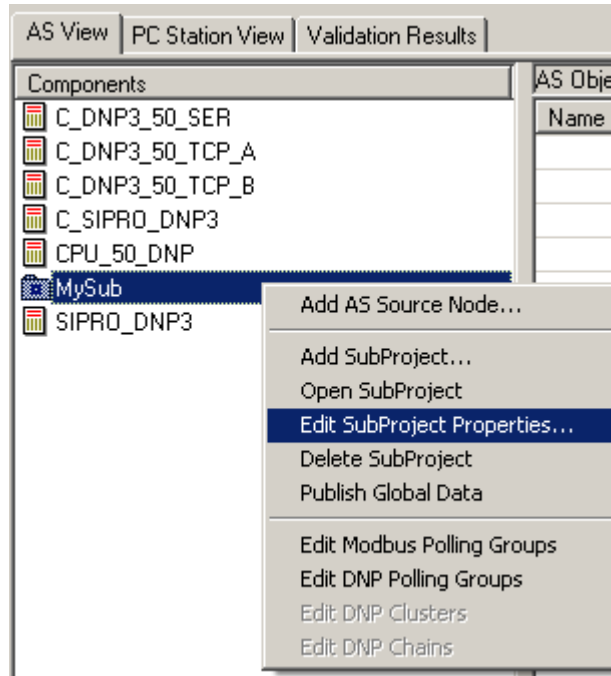 AS View PC Station View Validation Results
Components
AS Obje
Name
C_DNP3_50_SER
C_DNP3_50_TCP_A
C_DNP3_50_TCP_B
C_SIPRO_DNP3
CPU_50_DNP
MySub
SIPRO_DNP3
Add AS Source Node...
Add SubProject...
Open SubProject
Edit SubProject Properties...
Delete SubProject
Publish Global Data
Edit Modbus Polling Groups
Edit DNP Polling Groups
Edit DNP Clusters
Edit DNP Chains